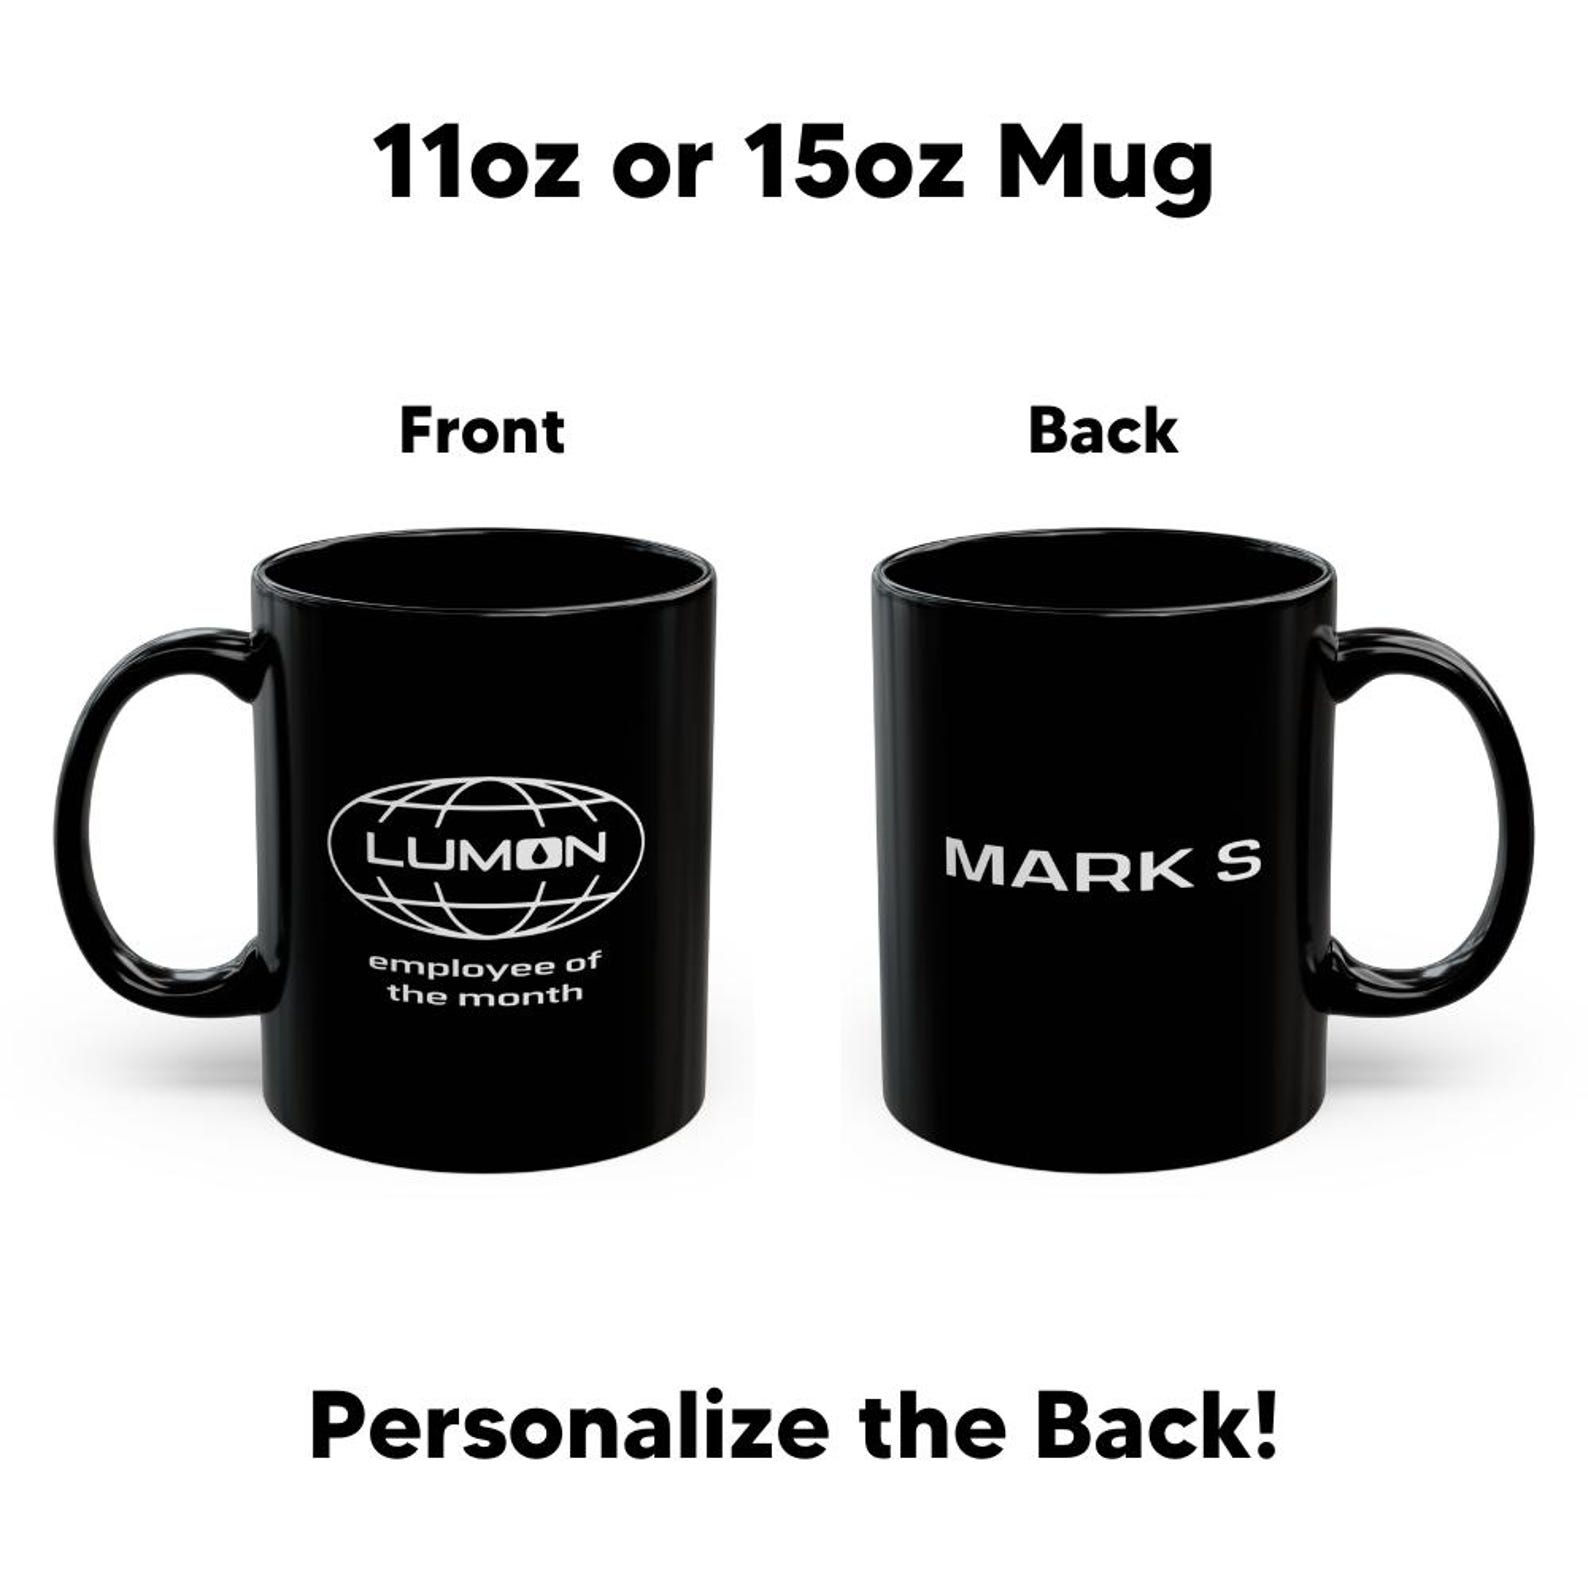 11oz or 15oz Mug
Front
Back
LUMON
employee of
the month
MARK S
Personalize the Back!